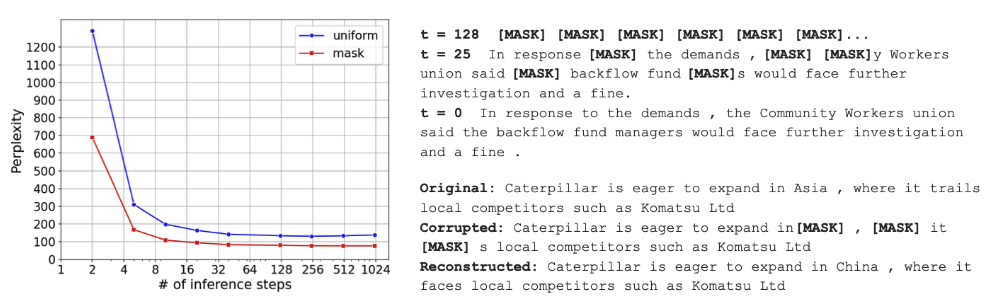 1200
1100
1000
900
800
700
600
500
400
300
200
100
0
Perplexity
1 2 4 8 16 32 64 128 256 512 1024
# of inference steps
uniform
mask
t = 128 [MASK] [MASK] [MASK] [MASK] [MASK] [MASK]...
t = 25 In response [MASK] the demands , [MASK] [MASK]y Workers
union said [MASK] backflow fund [MASK]s would face further
investigation and a fine.
t = 0 In response to the demands , the Community Workers union
said the backflow fund managers would face further investigation
and a fine .
Original: Caterpillar is eager to expand in Asia , where it trails
local competitors such as Komatsu Ltd
Corrupted: Caterpillar is eager to expand in[MASK] , [MASK] it
[MASK] s local competitors such as Komatsu Ltd
Reconstructed: Caterpillar is eager to expand in China , where it
faces local competitors such as Komatsu Ltd